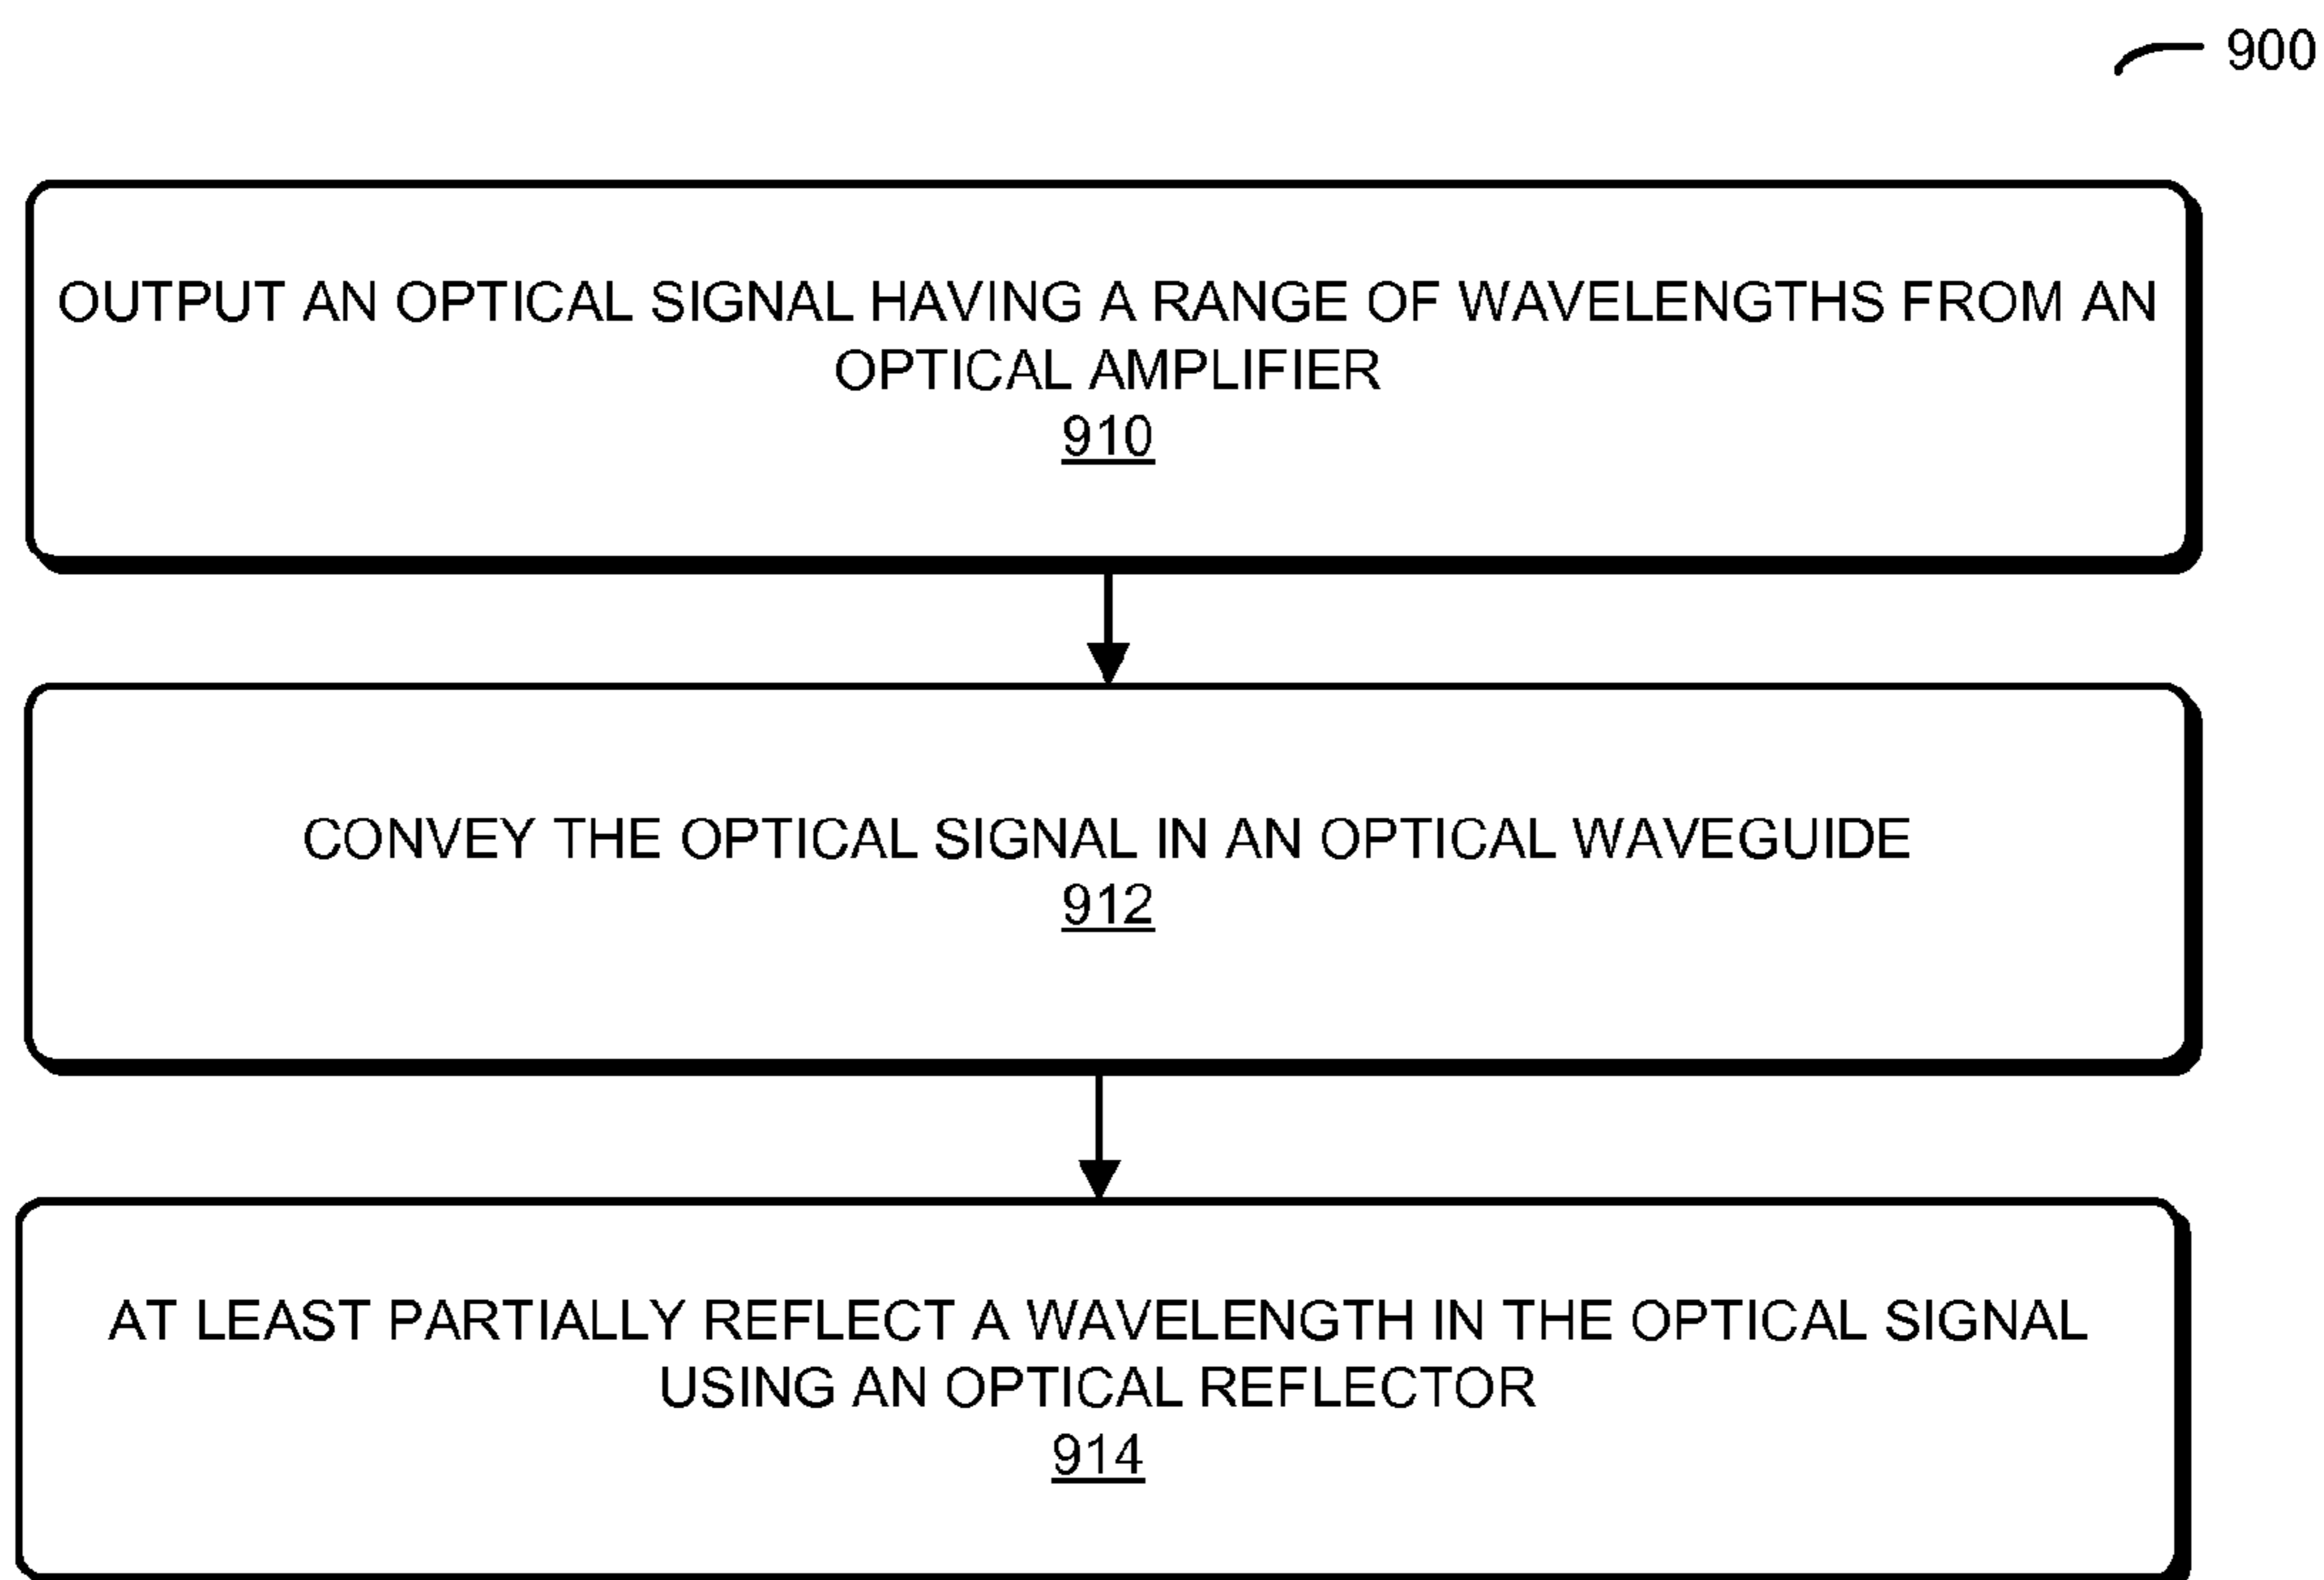 900
OUTPUT AN OPTICAL SIGNAL HAVING A RANGE OF WAVELENGTHS FROM AN
OPTICAL AMPLIFIER
910
CONVEY THE OPTICAL SIGNAL IN AN OPTICAL WAVEGUIDE
912
AT LEAST PARTIALLY REFLECT A WAVELENGTH IN THE OPTICAL SIGNAL
USING AN OPTICAL REFLECTOR
914